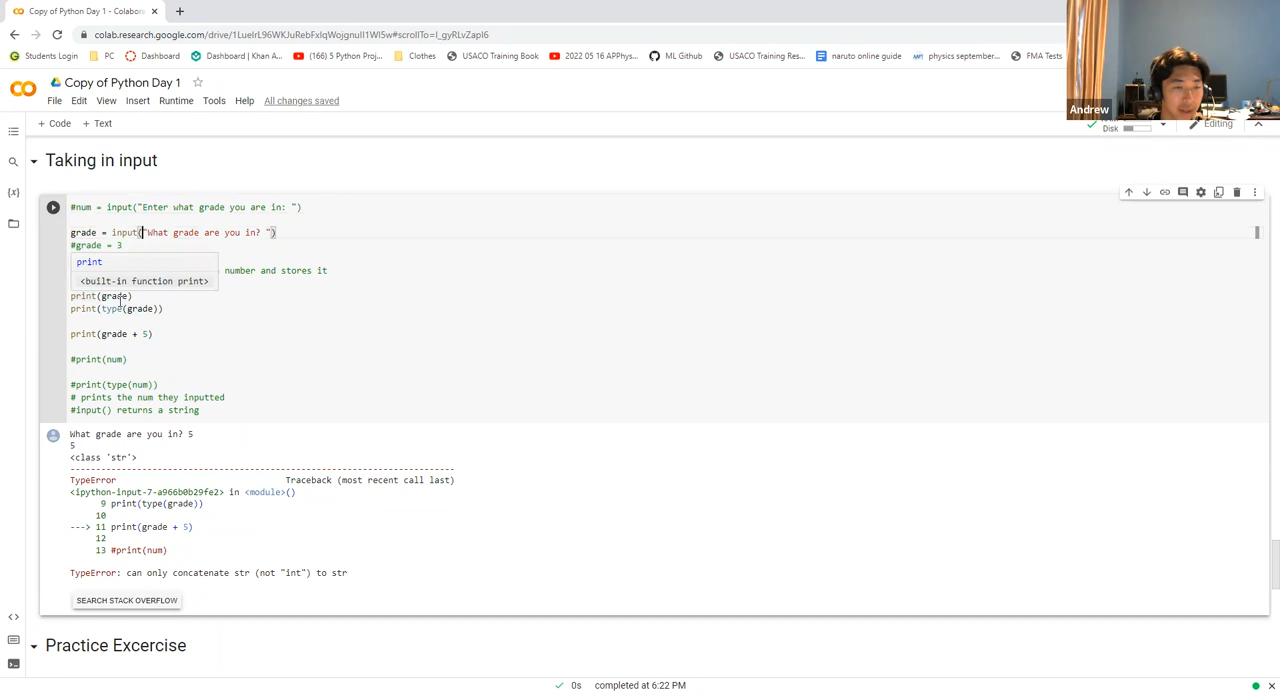 Copy of Python Day 1 - Colabora
colab.research.google.com/drive/1LueIrL96WKJuRebFxIqWojgnuIl1WI5w#scrollTo=l_gyRLvZapI6
Students Login
PC
Dashboard
Dashboard | Khan A...
(166) 5 Python Proj...
Clothes
USACO Training Book
2022 05 16 APPhys...
ML Github
USACO Training Res...
naruto online guide
physics september...
FMA Tests
Copy of Python Day 1
File Edit View Insert Runtime Tools Help All changes saved
Andrew
+ Code + Text
Disk
Editing
Taking in input
#num = input("Enter what grade you are in: ")
grade = input("What grade are you in? ")
#grade = 3
print
number and stores it
<built-in function print>
print(grade)
print(type(grade))
print(grade + 5)
#print(num)
#print(type(num))
# prints the num they inputted
#input() returns a string
What grade are you in? 5
5
<class 'str'>
---------------------------------------------------------------------------
TypeError Traceback (most recent call last)
<ipython-input-7-a966b0b29fe2> in <module>()
9 print(type(grade))
10
---> 11 print(grade + 5)
12
13 #print(num)
TypeError: can only concatenate str (not "int") to str
SEARCH STACK OVERFLOW
Practice Excercise
0s completed at 6:22 PM